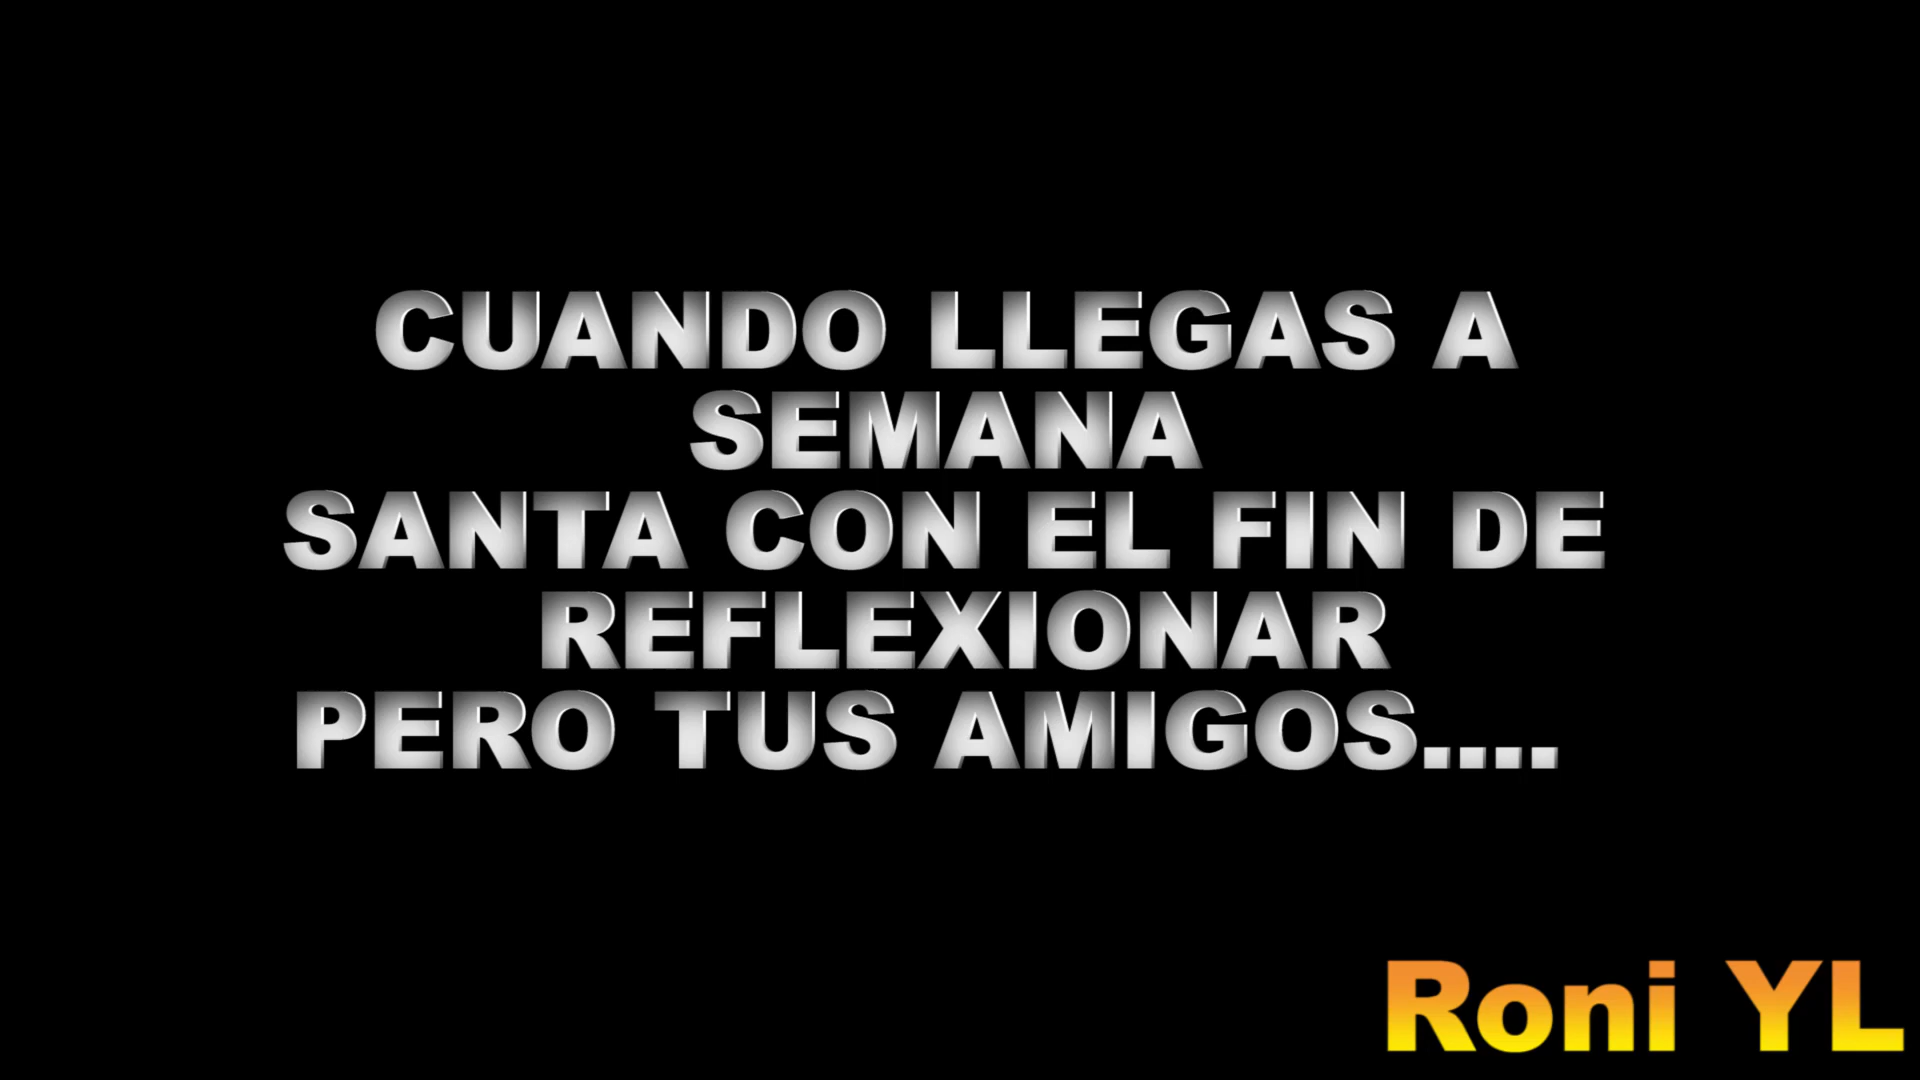 CUANDO LLEGAS A
SEMANA
SANTA CON EL FIN DE
REFLEXIONAR
PERO TUS AMIGOS....
Roni YL